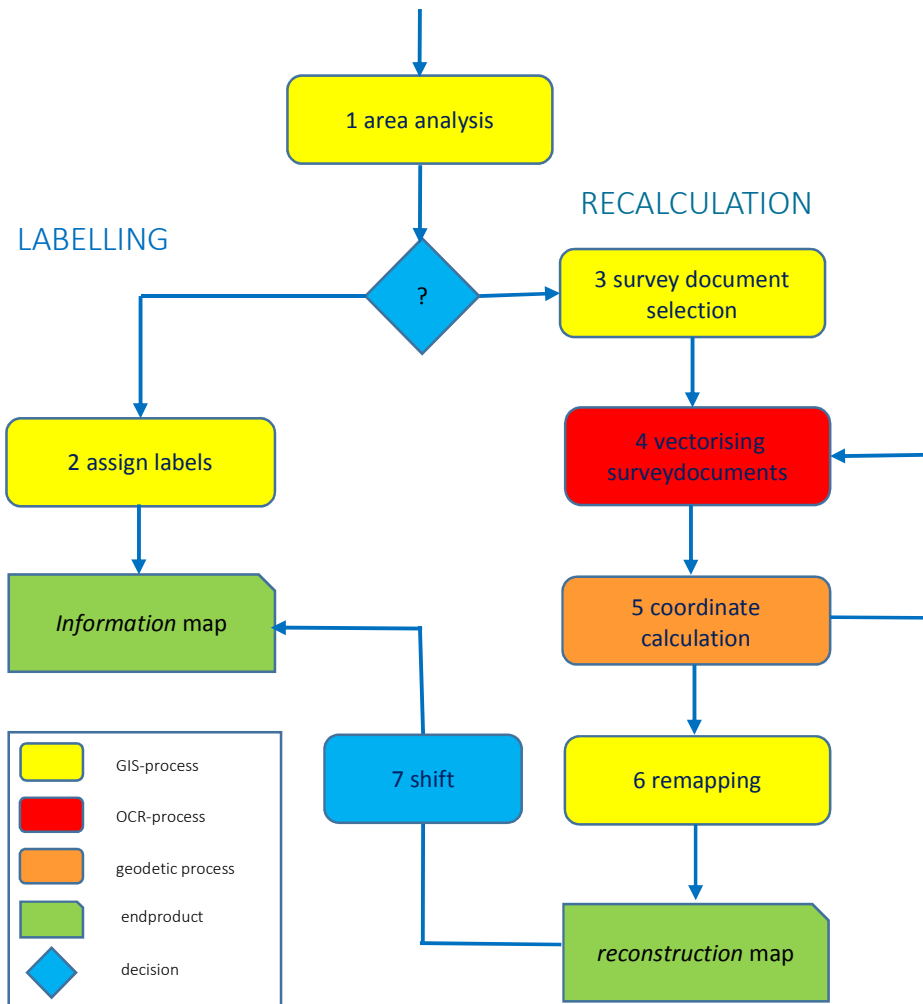 1 area analysis
RECALCULATION
LABELLING
?
3 survey document
selection
2 assign labels
4 vectorising
surveydocuments
Information map
5 coordinate
calculation
7 shift
6 remapping
reconstruction map
GIS-process
OCR-process
geodetic process
endproduct
decision